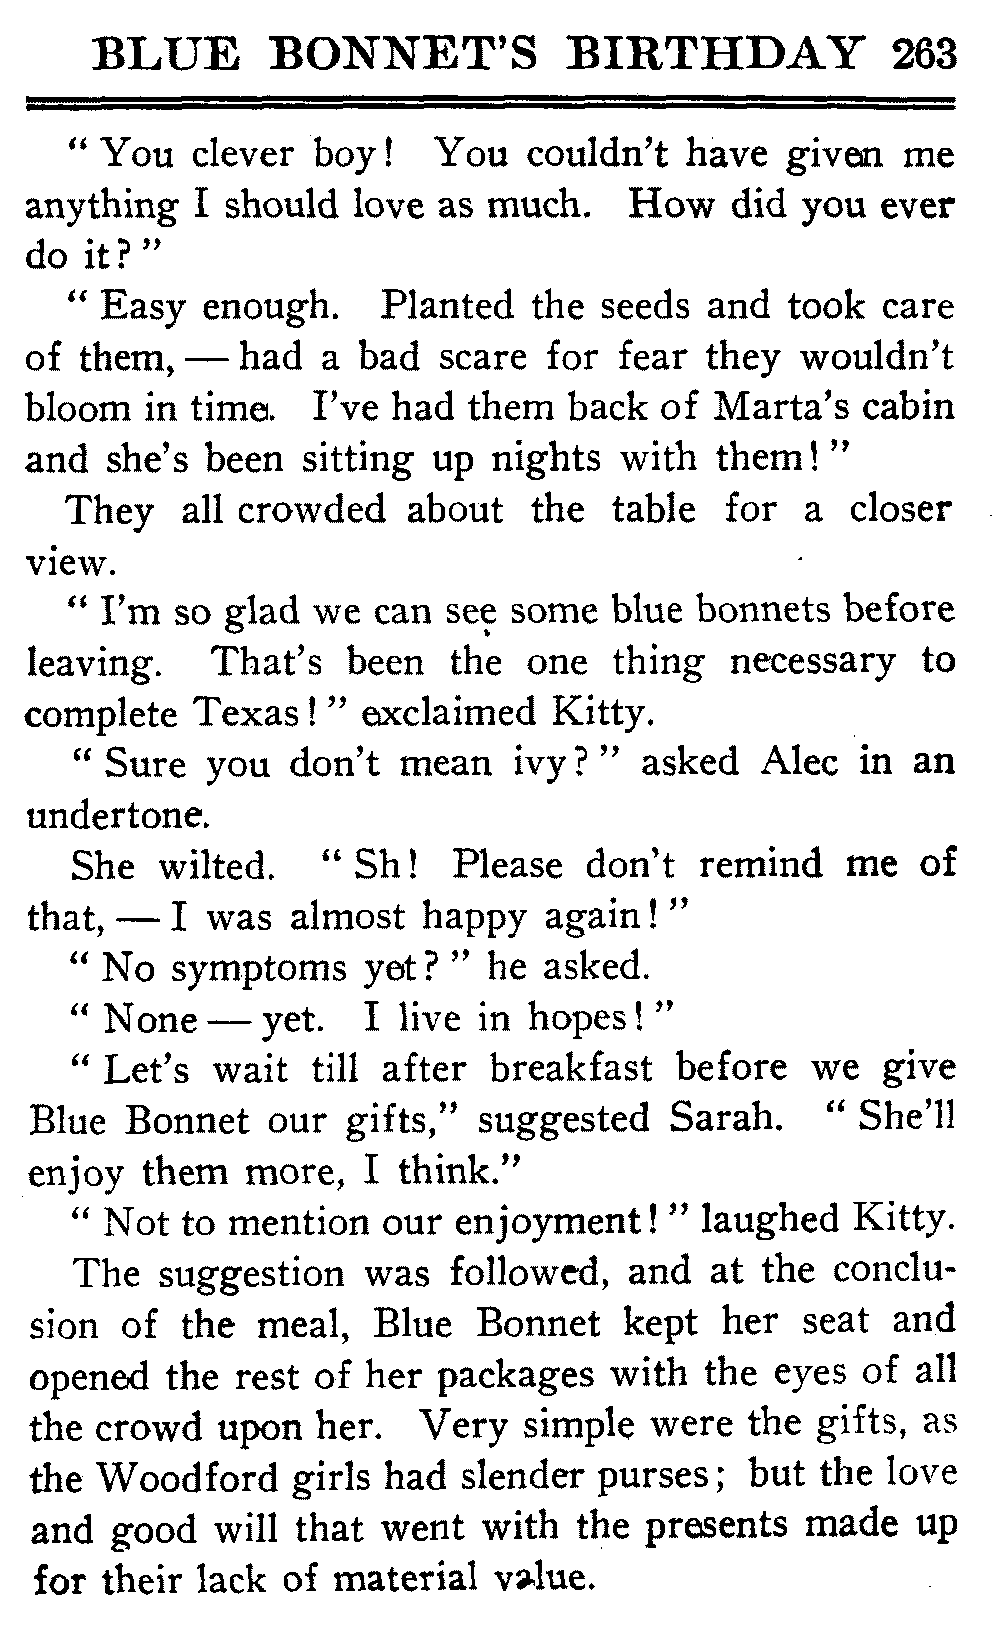 BLUE BONNET'S BIRTHDAY 263
" You clever boy! You couldn't have given me
anything I should love as much. How did you ever
do it? "
" Easy enough. Planted the seeds and took care
of them, — had a bad scare for fear they wouldn't
bloom in time. I've had them back of Marta's cabin
and she's been sitting up nights with them! "
They all crowded about the table for a closer
view.
" I'm so glad we can see some blue bonnets before
leaving. That's been the one thing necessary to
complete Texas! " exclaimed Kitty.
" Sure you don't mean ivy? " asked Alec in an
undertone.
She wilted. " Sh! Please don't remind me of
that, — I was almost happy again! "
" No symptoms yet? " he asked.
" None — yet. I live in hopes! "
" Let's wait till after breakfast before we give
Blue Bonnet our gifts," suggested Sarah. " She'll
enjoy them more, I think."
" Not to mention our enjoyment! " laughed Kitty.
The suggestion was followed, and at the conclu-
sion of the meal, Blue Bonnet kept her seat and
opened the rest of her packages with the eyes of all
the crowd upon her. Very simple were the gifts, as
the Woodford girls had slender purses; but the love
and good will that went with the presents made up
for their lack of material value.